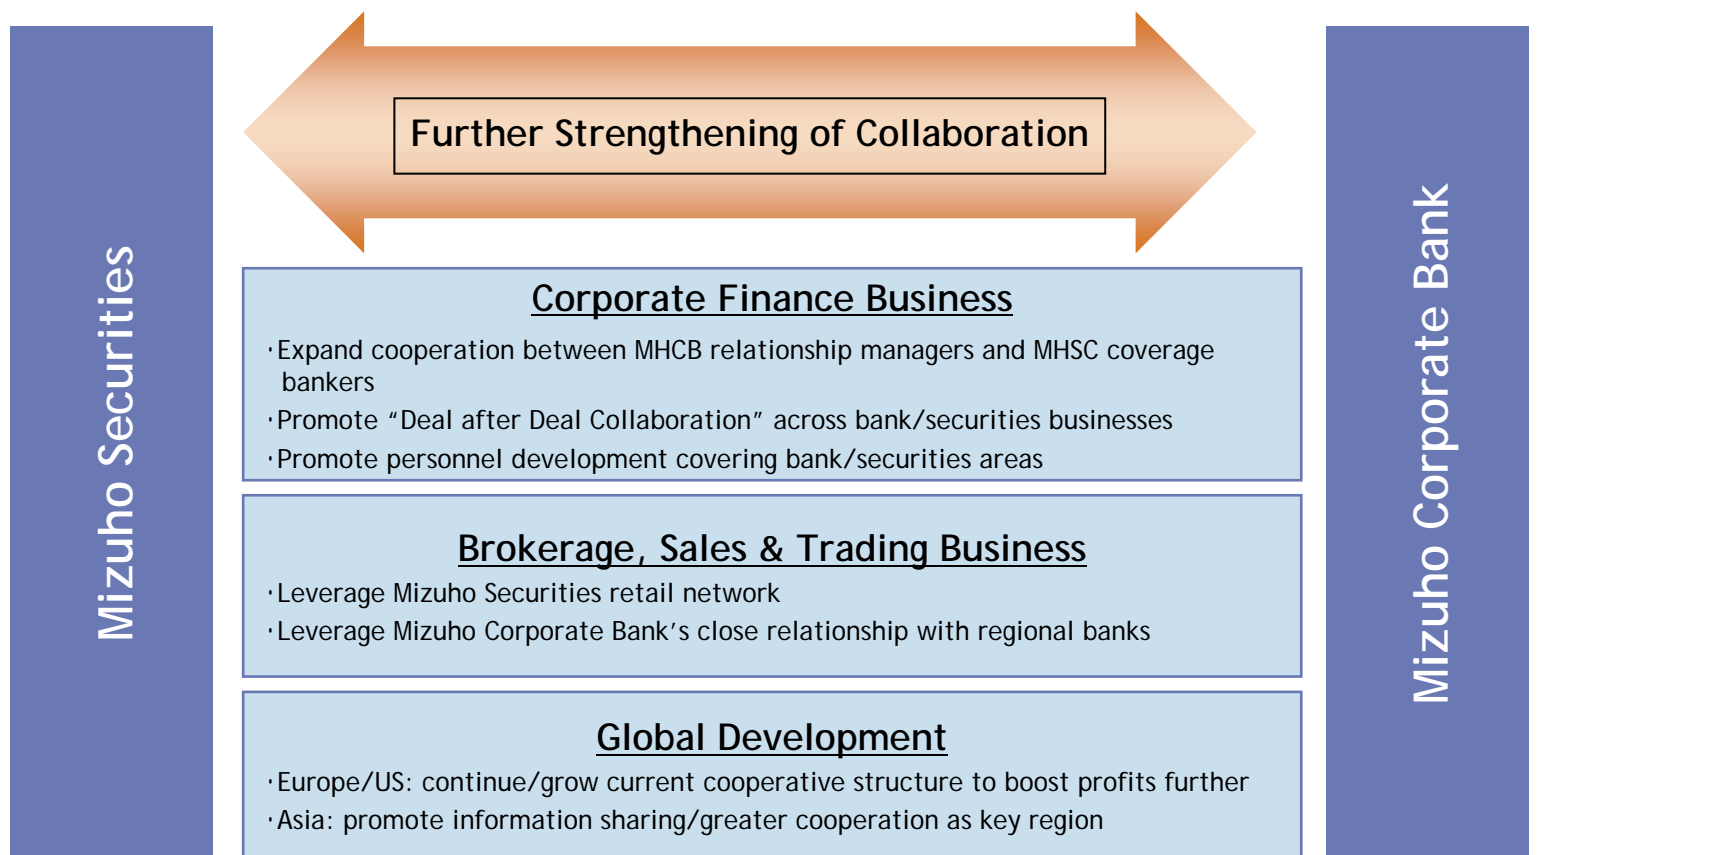 Further Strengthening of Collaboration
Mizuho Securities
Mizuho Corporate Bank
Corporate Finance Business
·Expand cooperation between MHCB relationship managers and MHSC coverage
bankers
·Promote “Deal after Deal Collaboration” across bank/securities businesses
·Promote personnel development covering bank/securities areas
Brokerage, Sales & Trading Business
·Leverage Mizuho Securities retail network
·Leverage Mizuho Corporate Bank’s close relationship with regional banks
Global Development
·Europe/US: continue/grow current cooperative structure to boost profits further
·Asia: promote information sharing/greater cooperation as key region